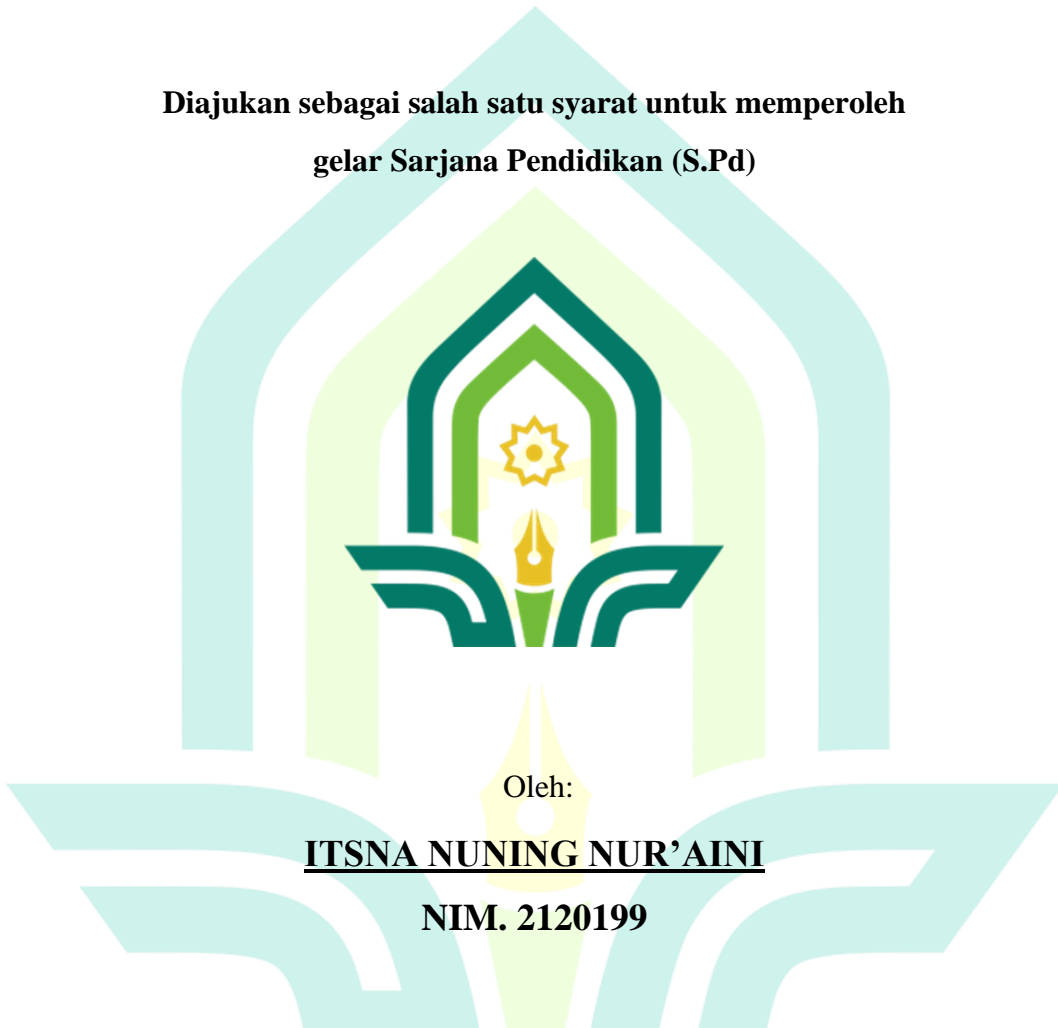 Diajukan sebagai salah satu syarat untuk memperoleh
gelar Sarjana Pendidikan (S.Pd)
Oleh:
ITSNA NUNING NUR’AINI
NIM. 2120199